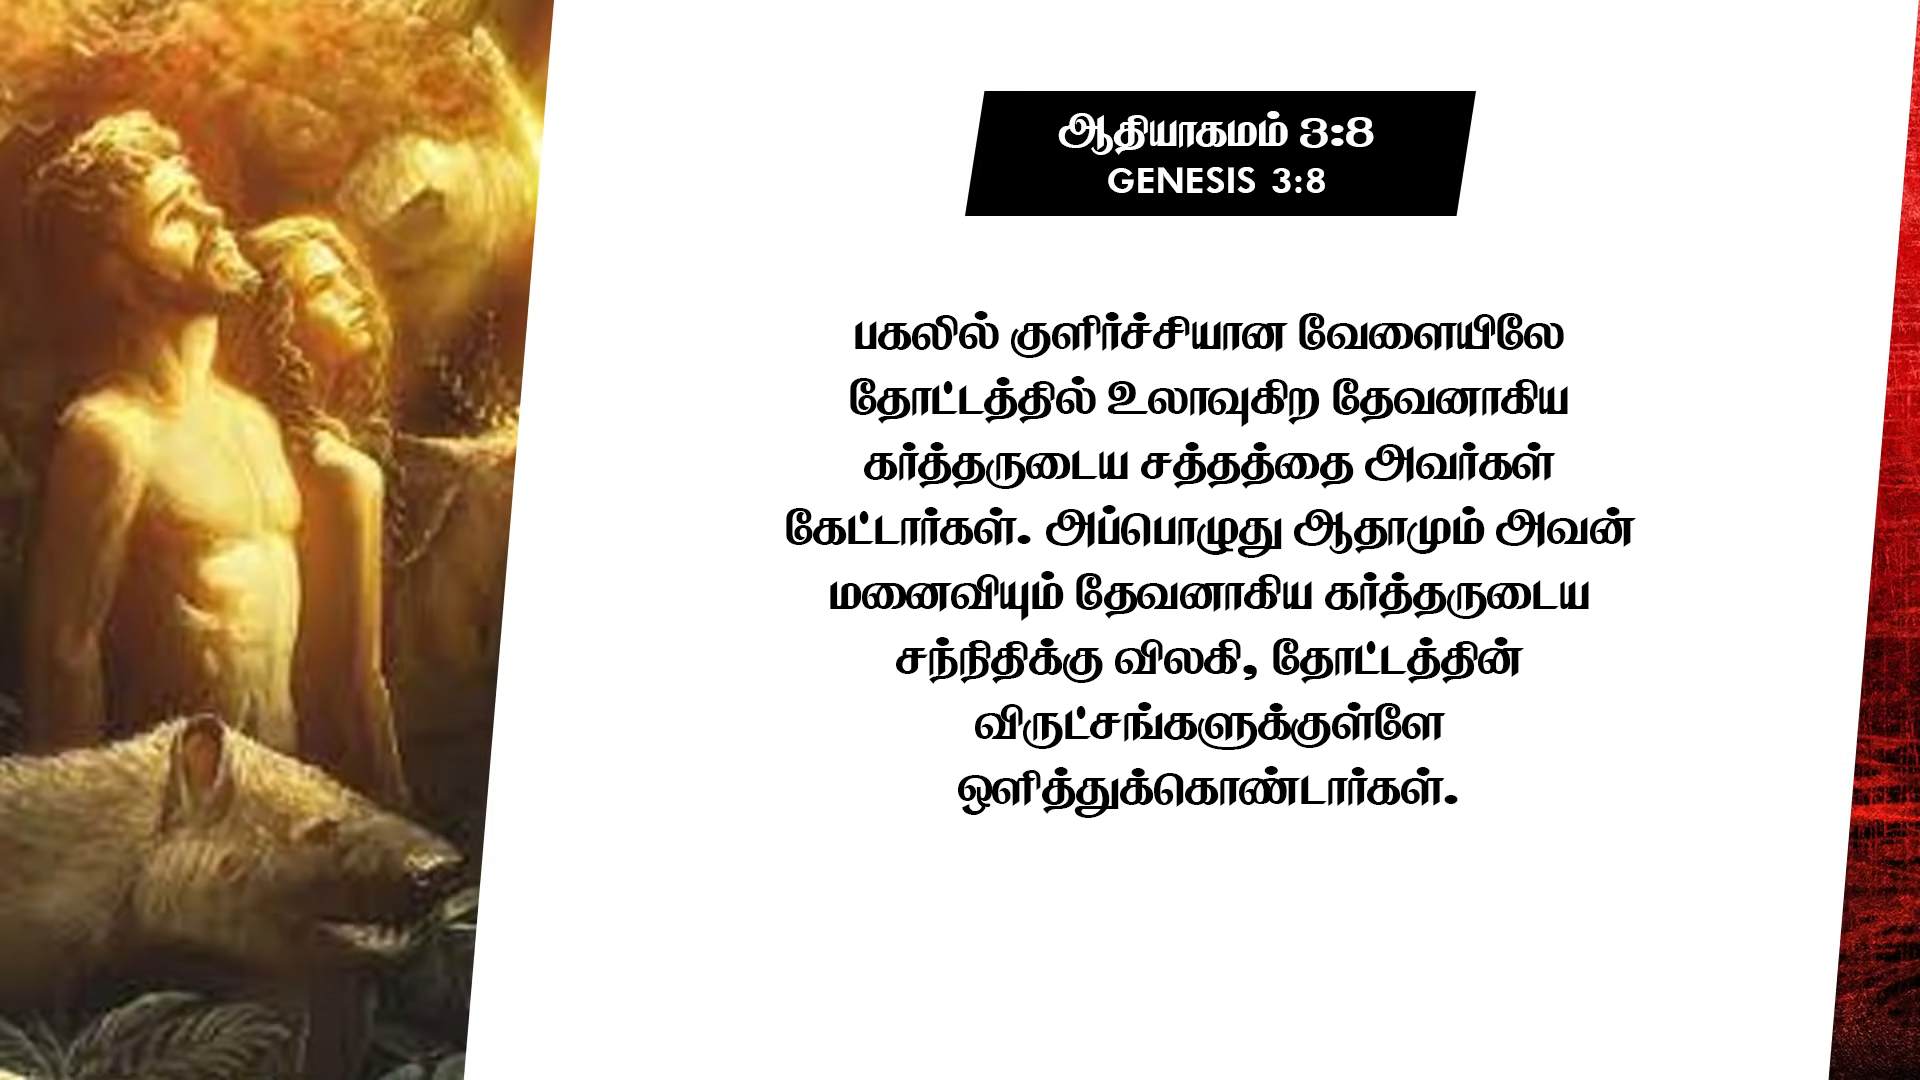 ஆதியாகமம் 3:8
GENESIS 3:8
பகலில் குளிர்ச்சியான வேளையிலே
தோட்டத்தில் உலாவுகிற தேவனாகிய
கர்த்தருடைய சத்தத்தை அவர்கள்
கேட்டார்கள். அப்பொழுது ஆதாமும் அவன்
மனைவியும் தேவனாகிய கர்த்தருடைய
சந்நிதிக்கு விலகி, தோட்டத்தின்
விருட்சங்களுக்குள்ளே
ஒளித்துக்கொண்டார்கள்.